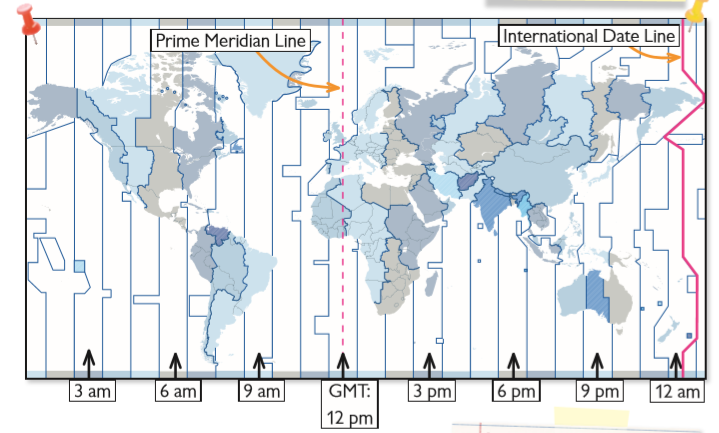 International Date Line
Prime Meridian Line
3 am
6 am
9 am
GMT:
12 pm
3 pm
6 pm
9 pm
12 am